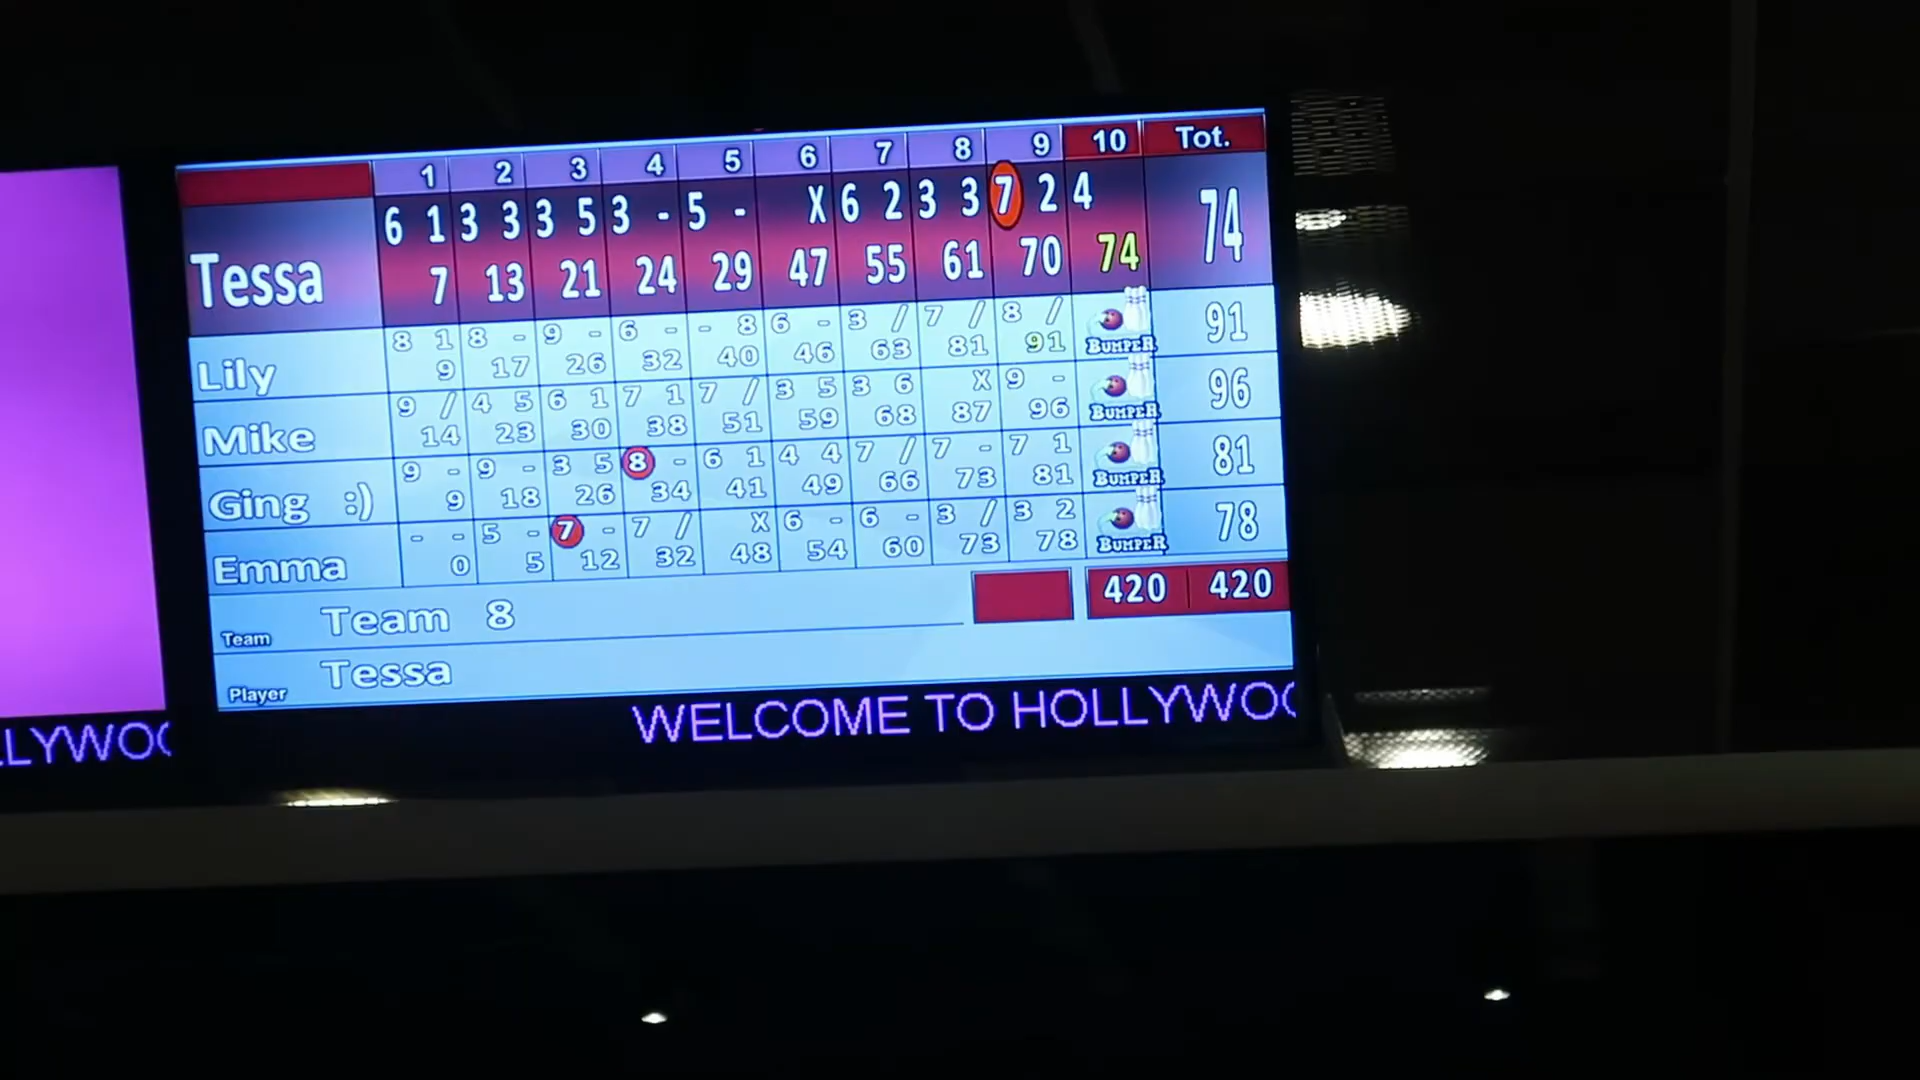 1 2 3 4 5 6 7 8 9 10 Tot.
6 1 3 3 3 5 3 - 5 - X 6 2 3 3 7 2 4
Tessa 7 13 21 24 29 47 55 61 70 74 74
8 1 8 - 9 - 6 - - 8 6 - 3 / 7 / 8 /
Lily 9 17 26 32 40 46 63 81 91 BUMPER 91
9 / 4 5 6 1 7 1 7 / 3 5 3 6 X 9 -
Mike 14 23 30 38 51 59 68 87 96 BUMPER 96
9 - 9 - 3 5 8 - 6 1 4 4 7 / 7 - 7 1
Ging :) 9 18 26 34 41 49 66 73 81 BUMPER 81
- - 5 - 7 - 7 / X 6 - 6 - 3 / 3 2
Emma 0 5 12 32 48 54 60 73 78 BUMPER 78
Team Team 8 420 420
Player Tessa
WELCOME TO HOLLYWOO
LLYWOO